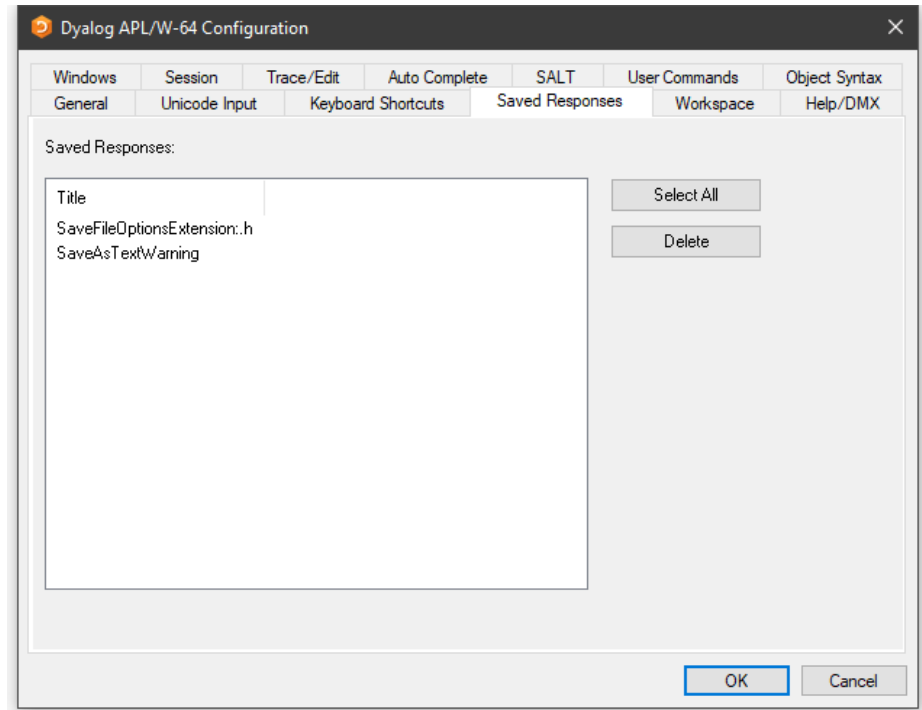 Dyalog APL/W-64 Configuration
Windows Session Trace/Edit Auto Complete SALT User Commands Object Syntax
General Unicode Input Keyboard Shortcuts Saved Responses Workspace Help/DMX
Saved Responses:
Title
Select All
SaveFileOptionsExtension:.h
SaveAsTextWarning
Delete
OK Cancel